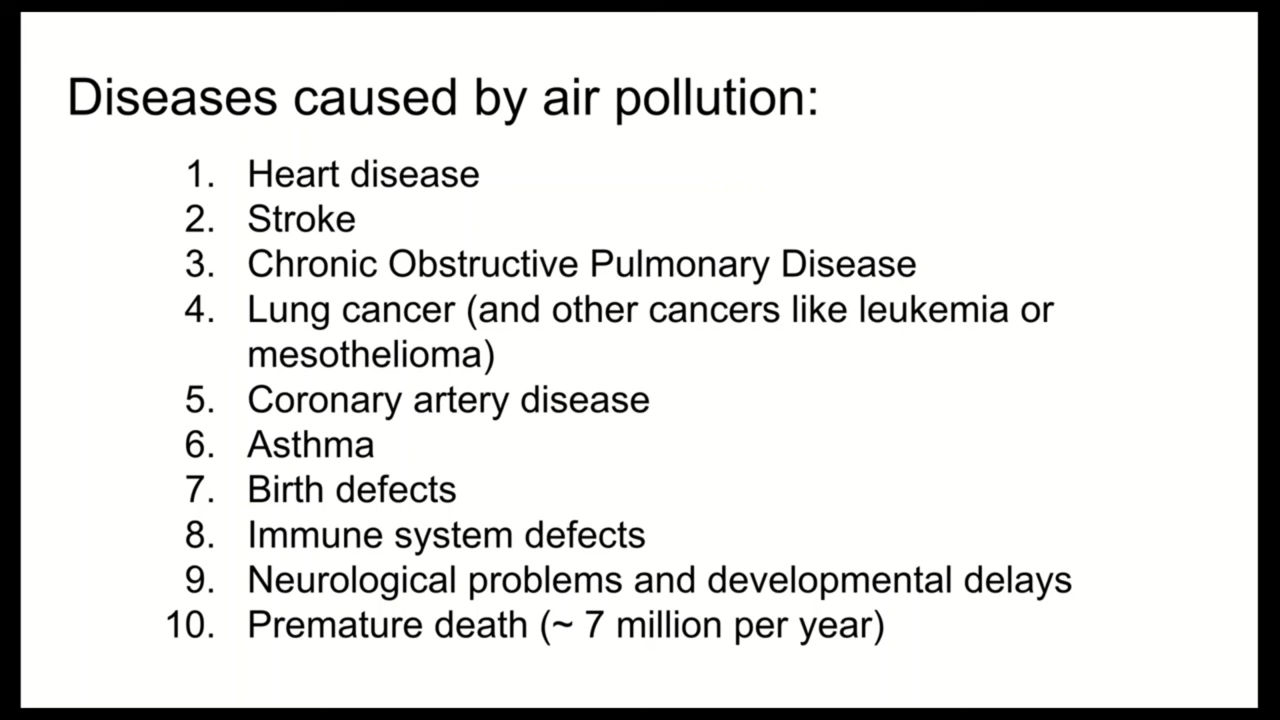 Diseases caused by air pollution:
1. Heart disease
2. Stroke
3. Chronic Obstructive Pulmonary Disease
4. Lung cancer (and other cancers like leukemia or
mesothelioma)
5. Coronary artery disease
6. Asthma
7. Birth defects
8. Immune system defects
9. Neurological problems and developmental delays
10. Premature death (~ 7 million per year)